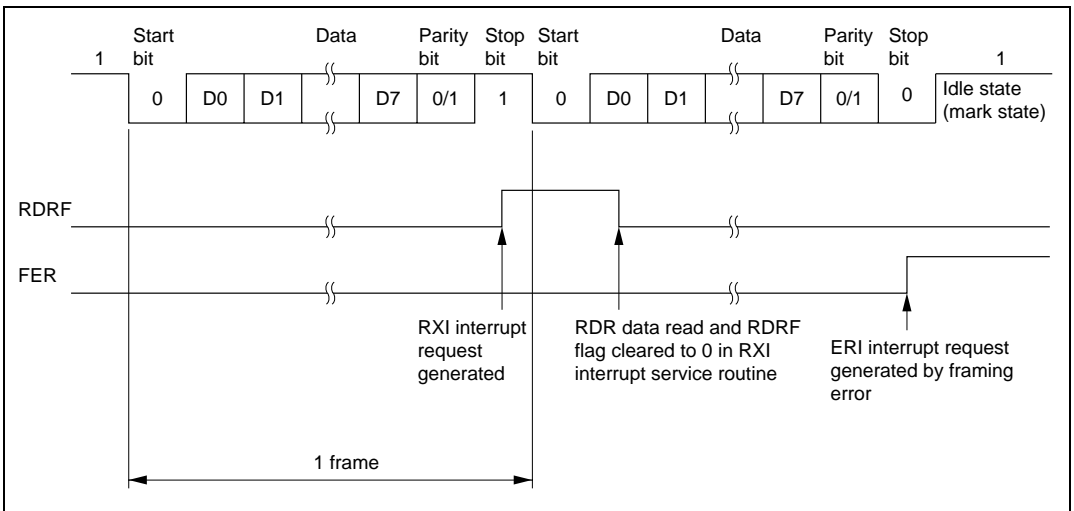 Start bit Data Parity bit Stop bit Start bit Data Parity bit Stop bit
1 1
0 D0 D1 D7 0/1 1 0 D0 D1 D7 0/1 0 Idle state (mark state)
RDRF
FER
RXI interrupt
request
generated
RDR data read and RDRF
flag cleared to 0 in RXI
interrupt service routine
ERI interrupt request
generated by framing
error
1 frame